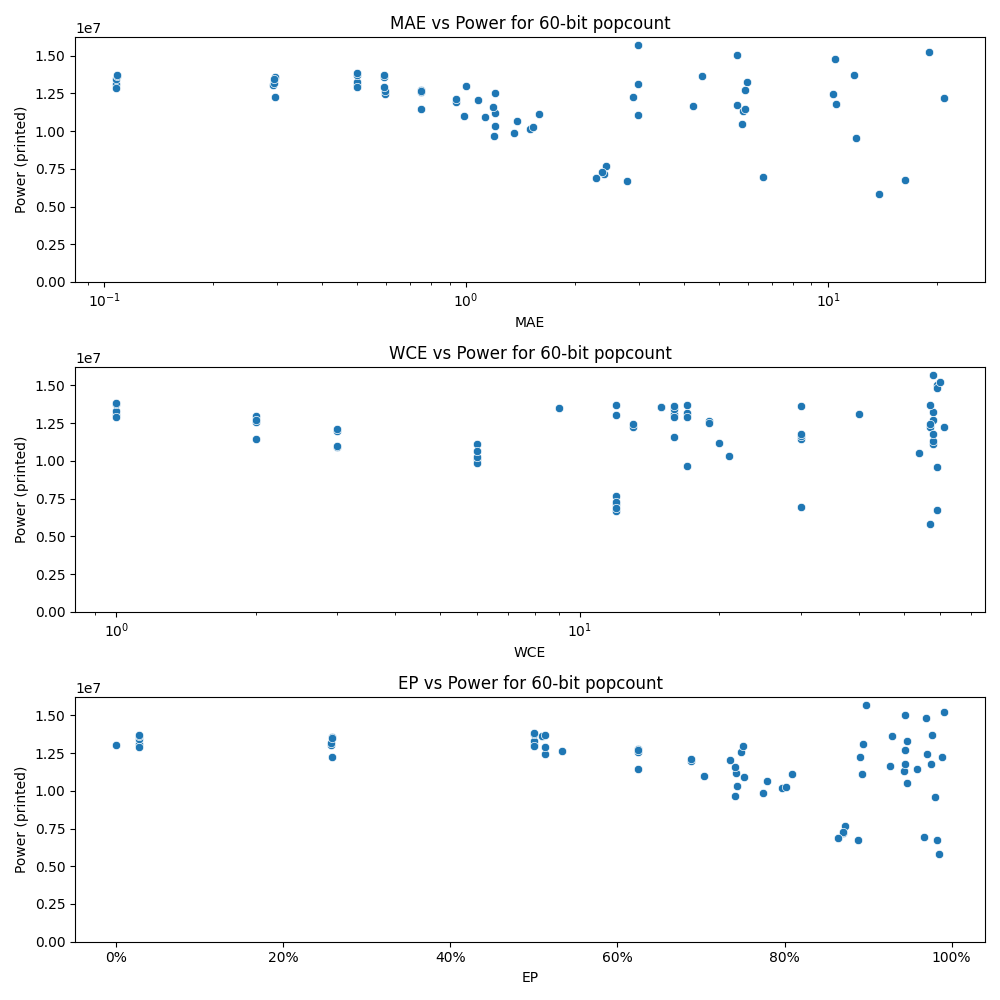 MAE vs Power for 60-bit popcount
1e7
1.50
1.25
1.00
0.75
0.50
0.25
0.00
Power (printed)
10⁻¹ 10⁰ 10¹
MAE
WCE vs Power for 60-bit popcount
1e7
1.50
1.25
1.00
0.75
0.50
0.25
0.00
Power (printed)
10⁰ 10¹
WCE
EP vs Power for 60-bit popcount
1e7
1.50
1.25
1.00
0.75
0.50
0.25
0.00
Power (printed)
0% 20% 40% 60% 80% 100%
EP